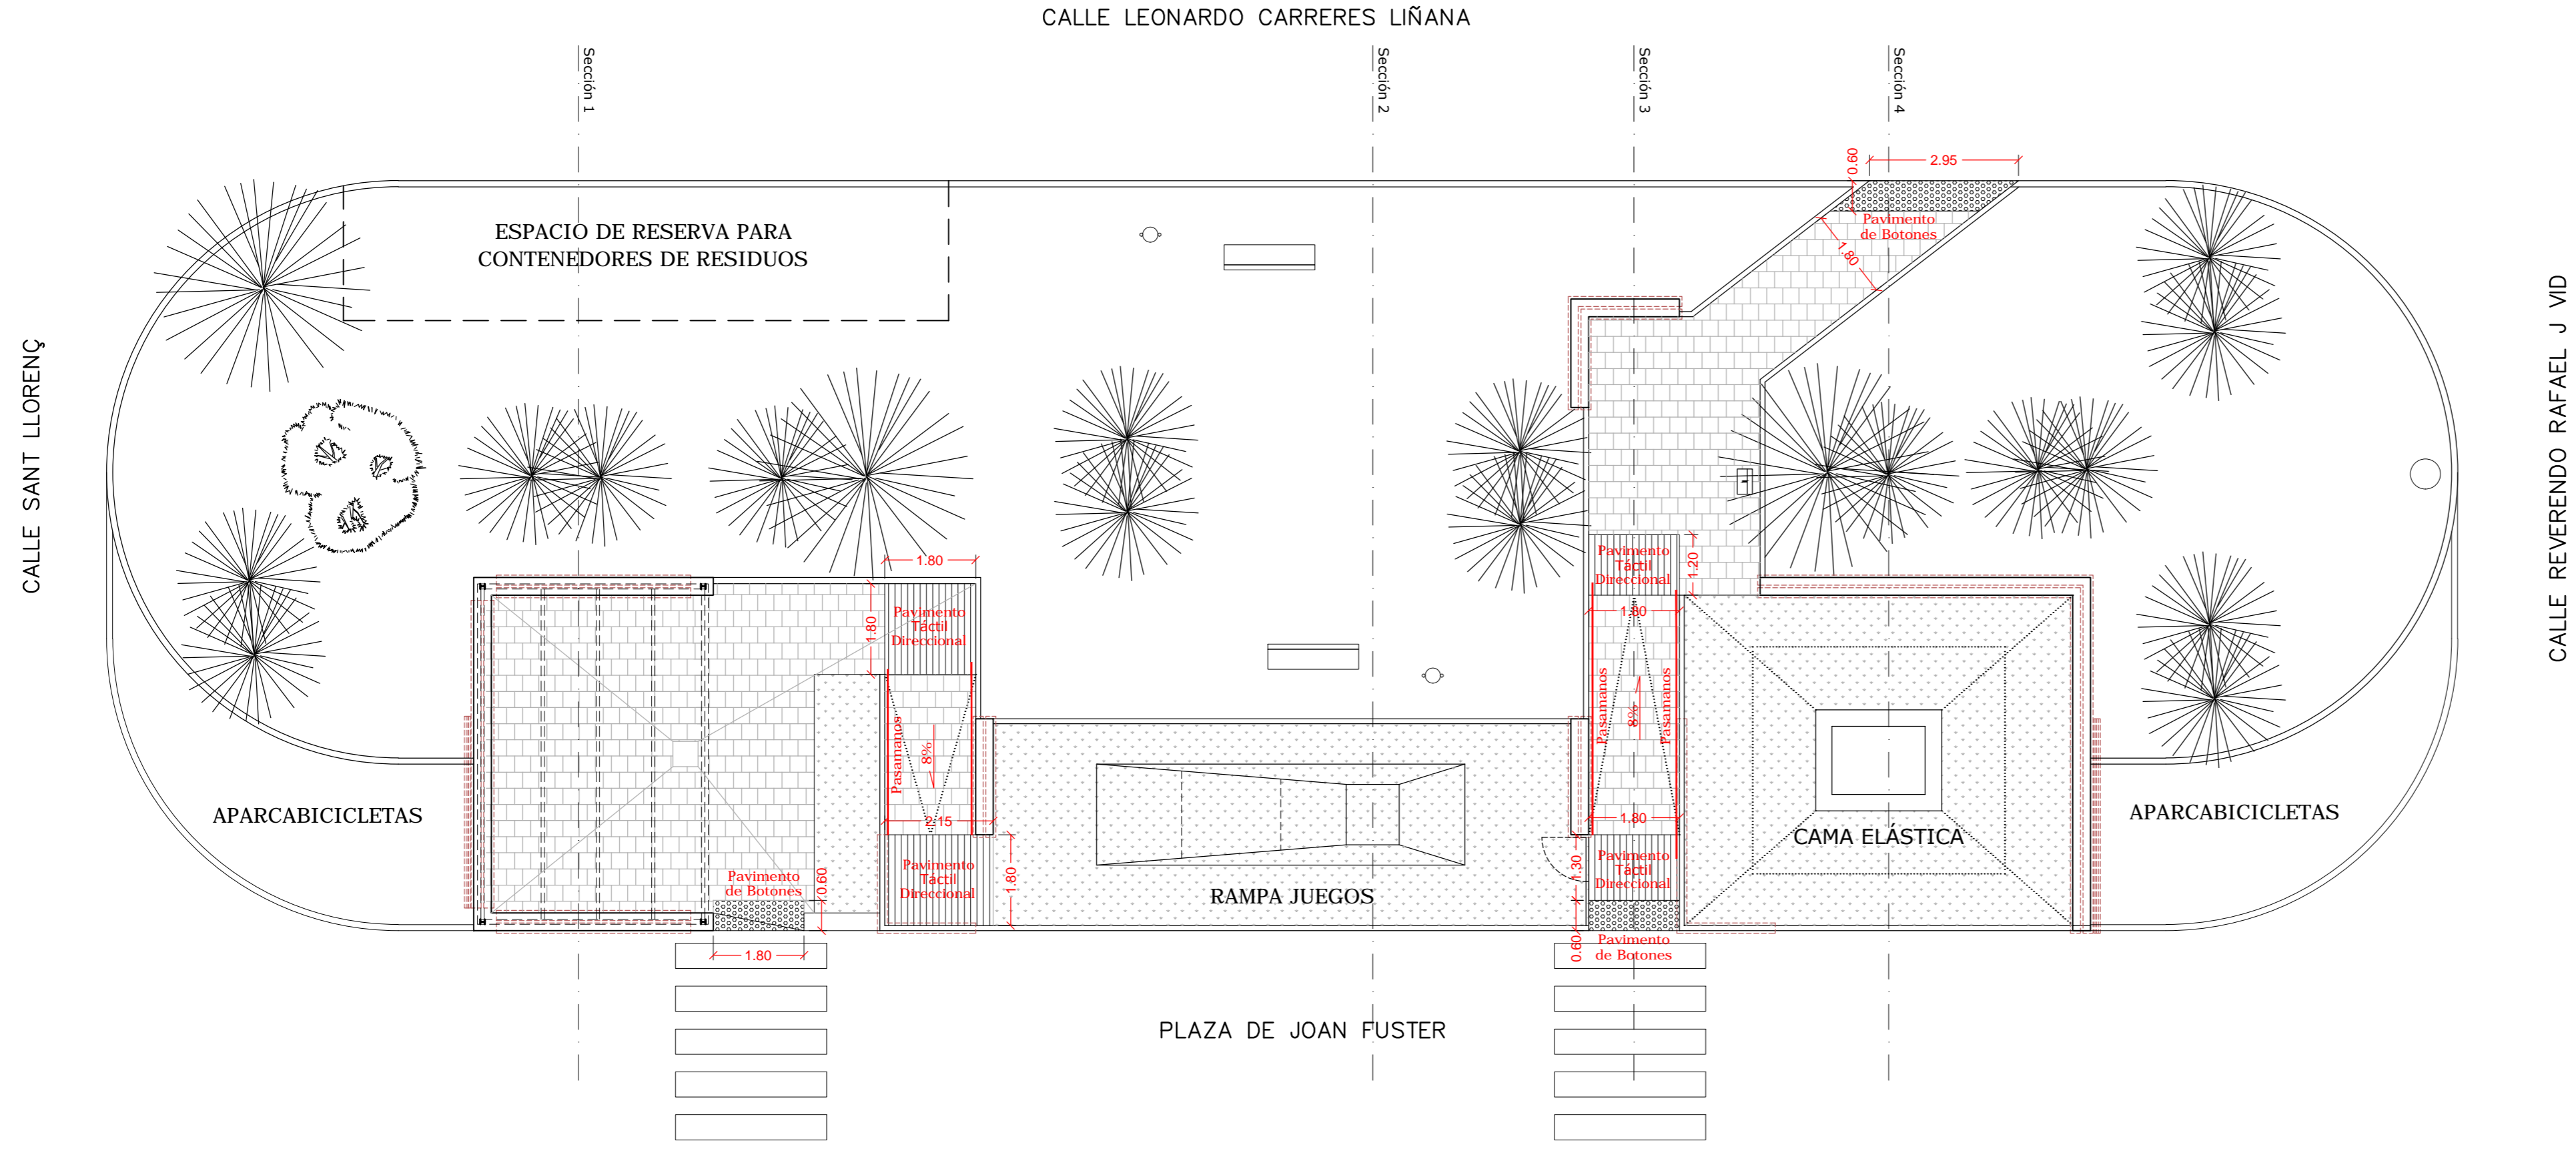 CALLE LEONARDO CARRERES LIÑANA
Sección 1
Sección 2
Sección 3
Sección 4
0.60
2.95
Pavimento
de Botones
1.80
ESPACIO DE RESERVA PARA
CONTENEDORES DE RESIDUOS
CALLE SANT LLORENÇ
CALLE REVERENDO RAFAEL J VID
1.80
1.80
Pavimento
Táctil
Direccional
Pavimento
Táctil
Direccional
1.20
1.80
Pasamanos
8%
Pasamanos
8%
Pasamanos
2.15
1.80
APARCABICICLETAS
APARCABICICLETAS
CAMA ELÁSTICA
Pavimento
de Botones
0.60
Pavimento
Táctil
Direccional
1.80
RAMPA JUEGOS
1.30
Pavimento
Táctil
Direccional
0.60
Pavimento
de Botones
1.80
PLAZA DE JOAN FUSTER